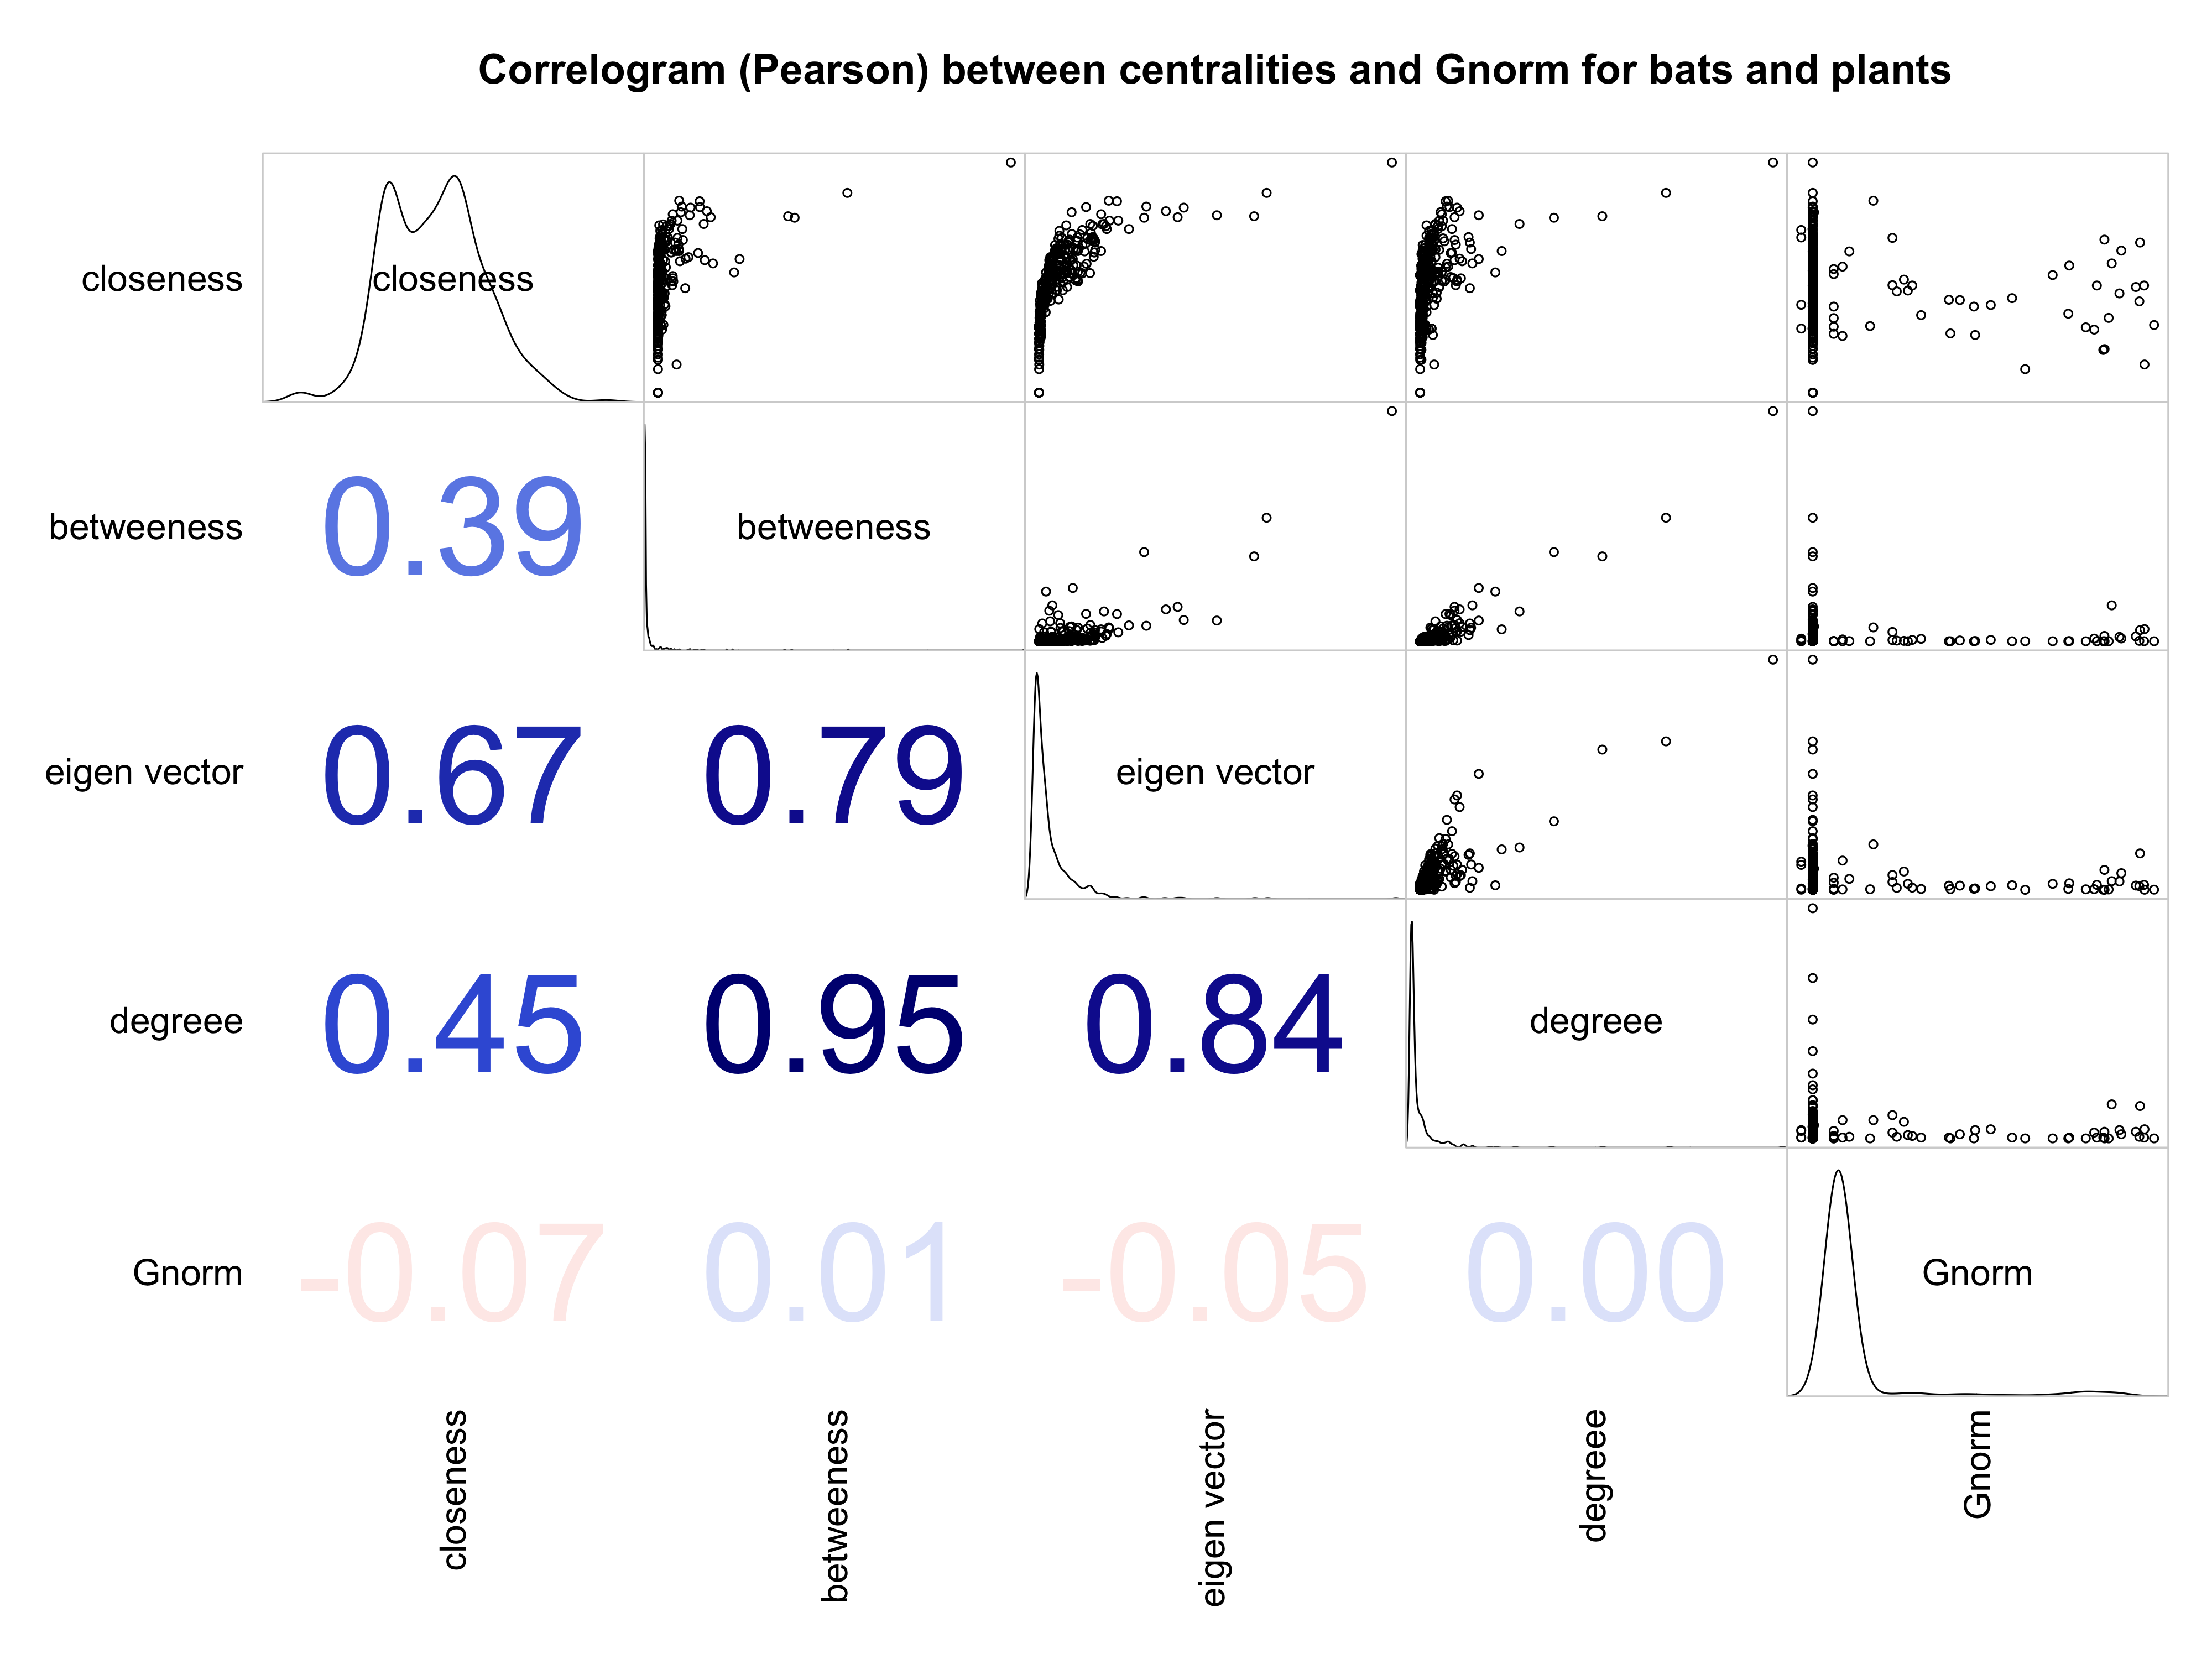 Correlogram (Pearson) between centralities and Gnorm for bats and plants
closeness closeness
betweeness 0.39 betweeness
eigen vector 0.67 0.79 eigen vector
degreee 0.45 0.95 0.84 degreee
Gnorm -0.07 0.01 -0.05 0.00 Gnorm
closeness
betweeness
eigen vector
degreee
Gnorm